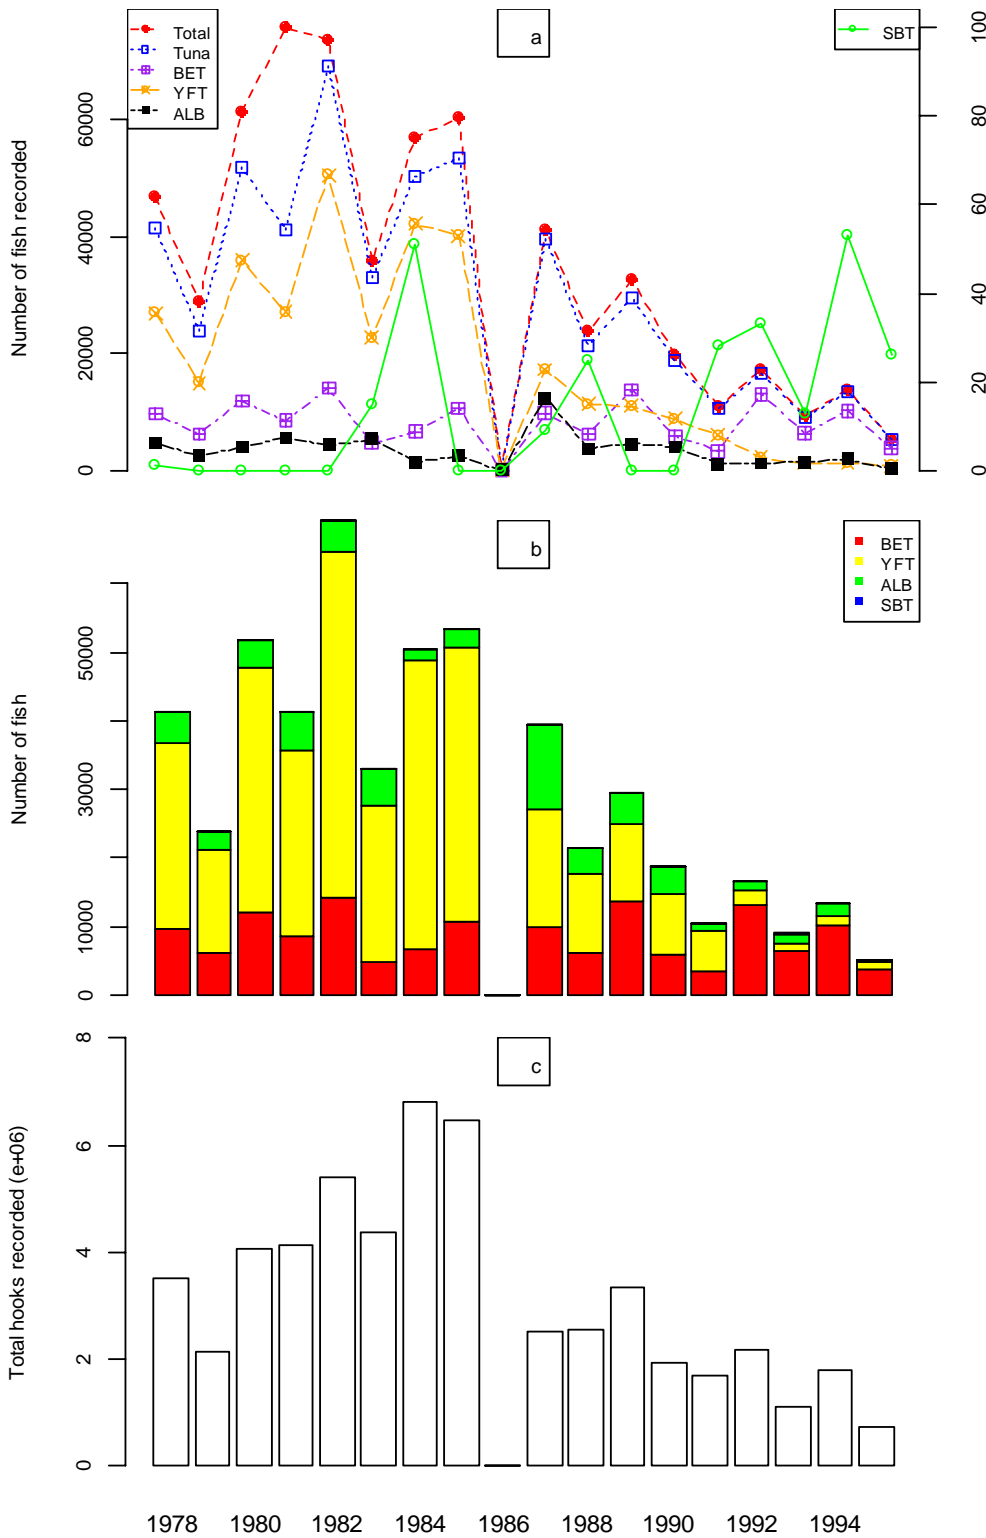 Total
Tuna
BET
YFT
ALB
a
SBT
Number of fish recorded
0
20000
40000
60000
0
20
40
60
80
100
b
BET
YFT
ALB
SBT
Number of fish
0
10000
30000
50000
c
Total hooks recorded (e+06)
0
2
4
6
8
1978 1980 1982 1984 1986 1988 1990 1992 1994